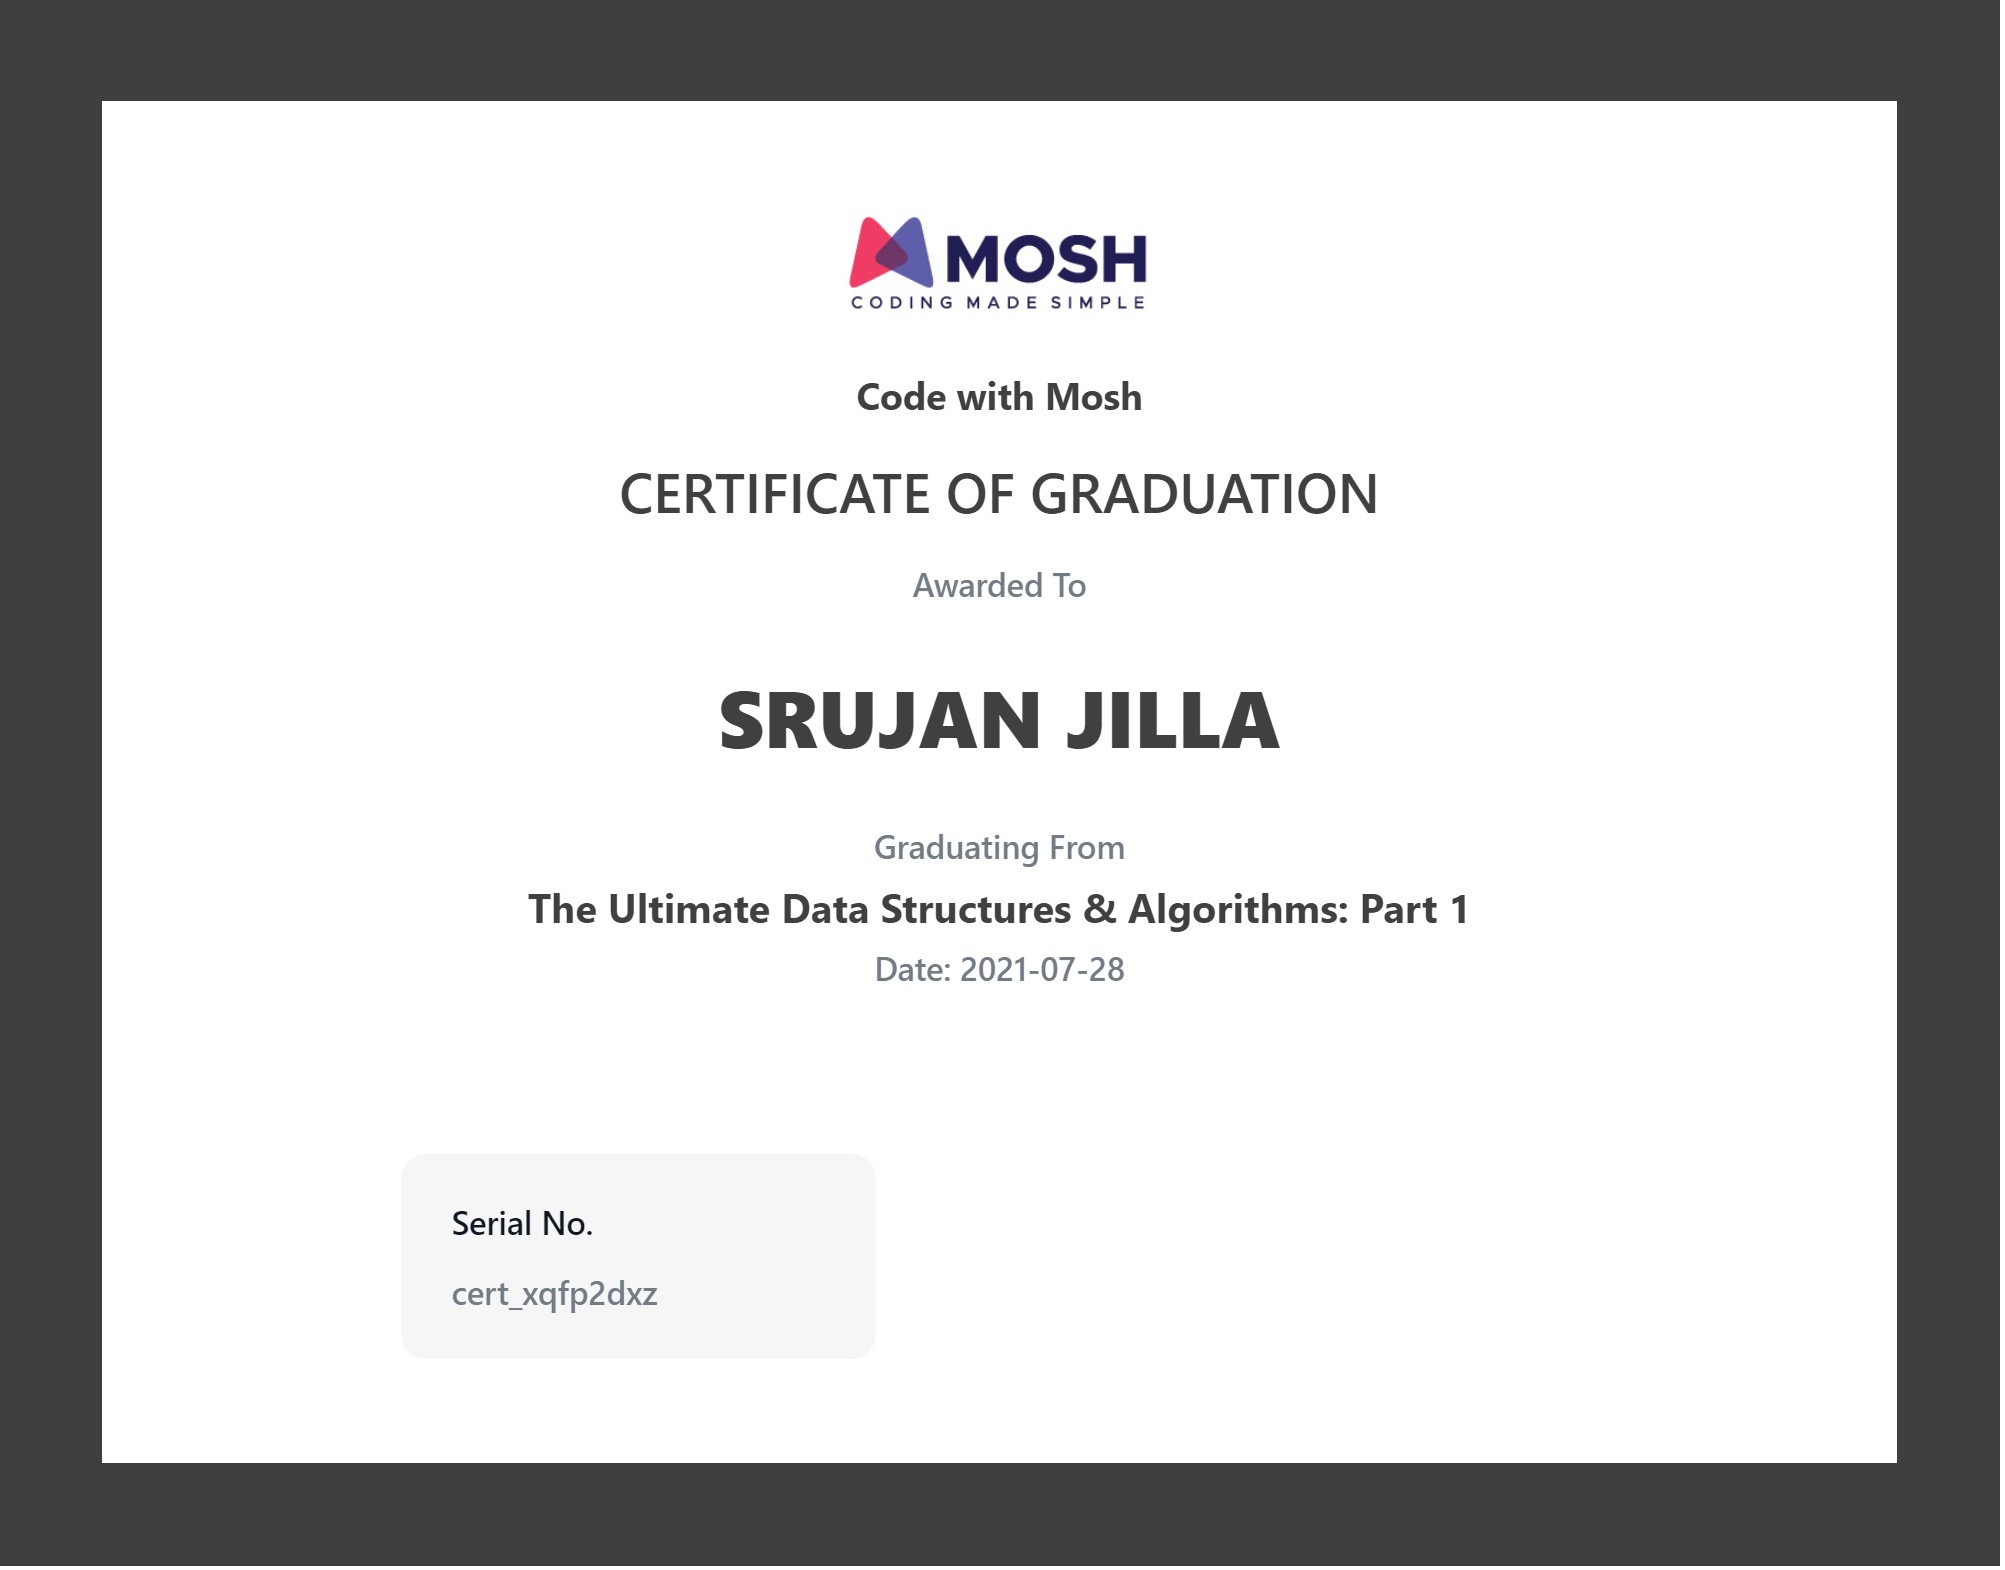 MOSH
CODING MADE SIMPLE
Code with Mosh
CERTIFICATE OF GRADUATION
Awarded To
SRUJAN JILLA
Graduating From
The Ultimate Data Structures & Algorithms: Part 1
Date: 2021-07-28
Serial No.
cert_xqfp2dxz